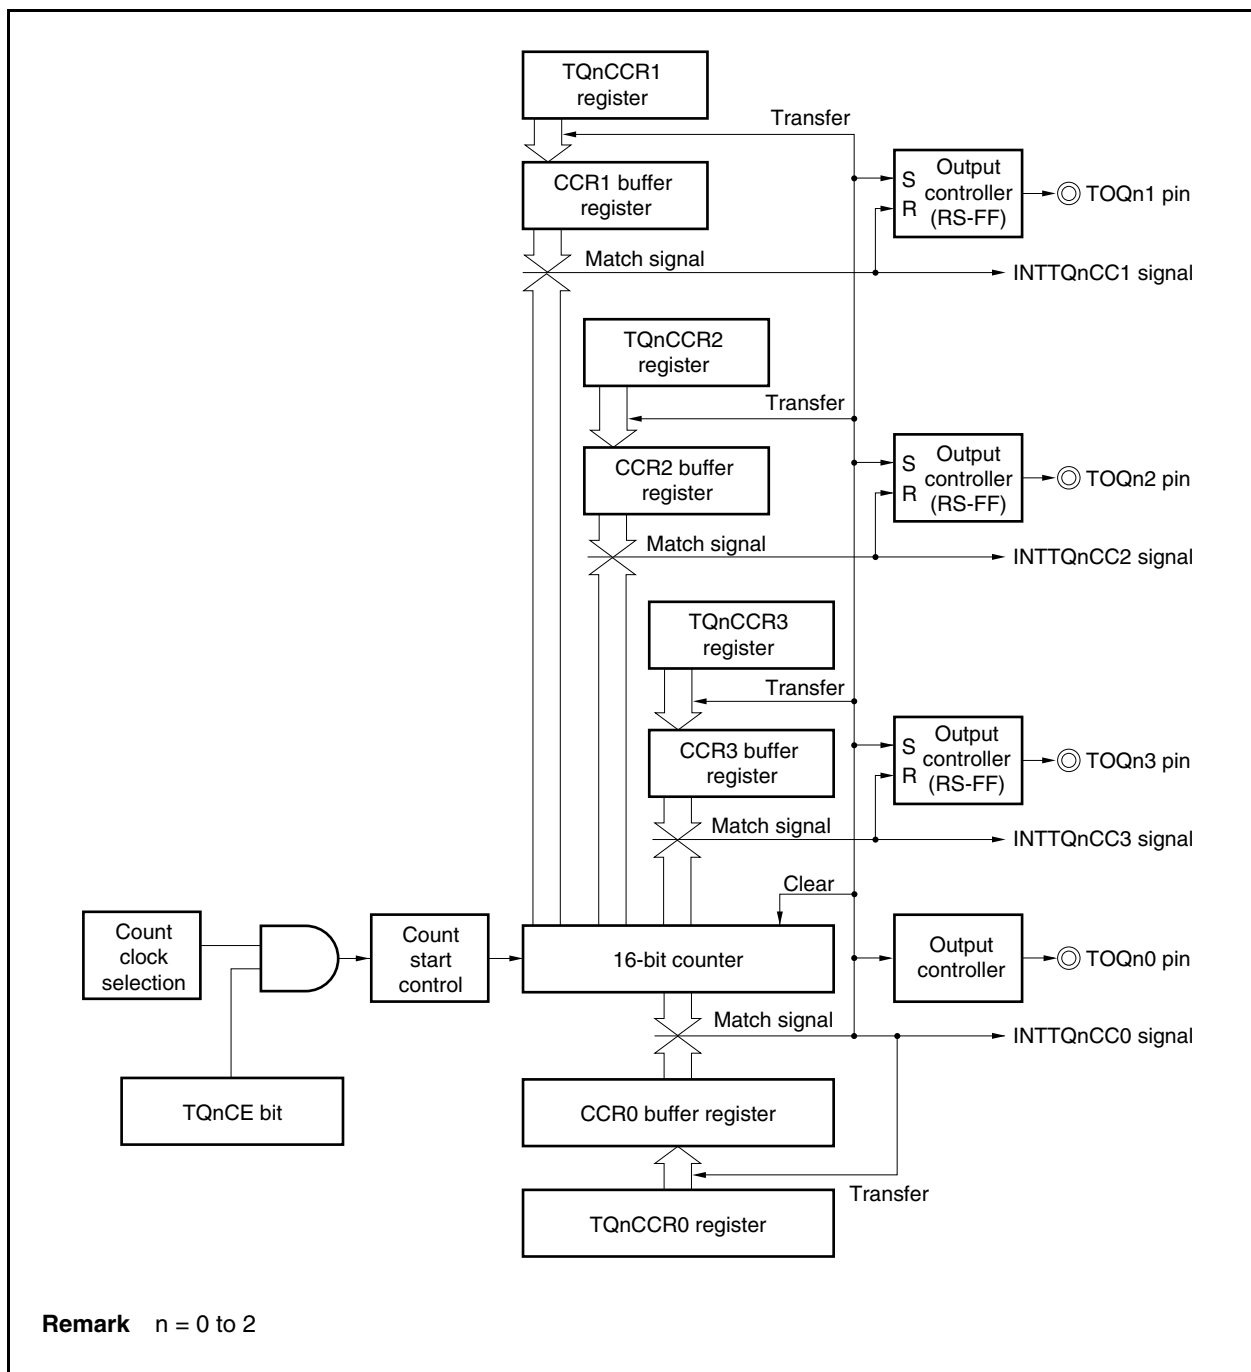 TQnCCR1
register
Transfer
CCR1 buffer
register
S
R
Output
controller
(RS-FF)
TOQn1 pin
Match signal
INTTQnCC1 signal
TQnCCR2
register
Transfer
CCR2 buffer
register
S
R
Output
controller
(RS-FF)
TOQn2 pin
Match signal
INTTQnCC2 signal
TQnCCR3
register
Transfer
CCR3 buffer
register
S
R
Output
controller
(RS-FF)
TOQn3 pin
Match signal
INTTQnCC3 signal
Clear
Count
clock
selection
Count
start
control
16-bit counter
Output
controller
TOQn0 pin
Match signal
INTTQnCC0 signal
TQnCE bit
CCR0 buffer register
Transfer
TQnCCR0 register
Remark n = 0 to 2